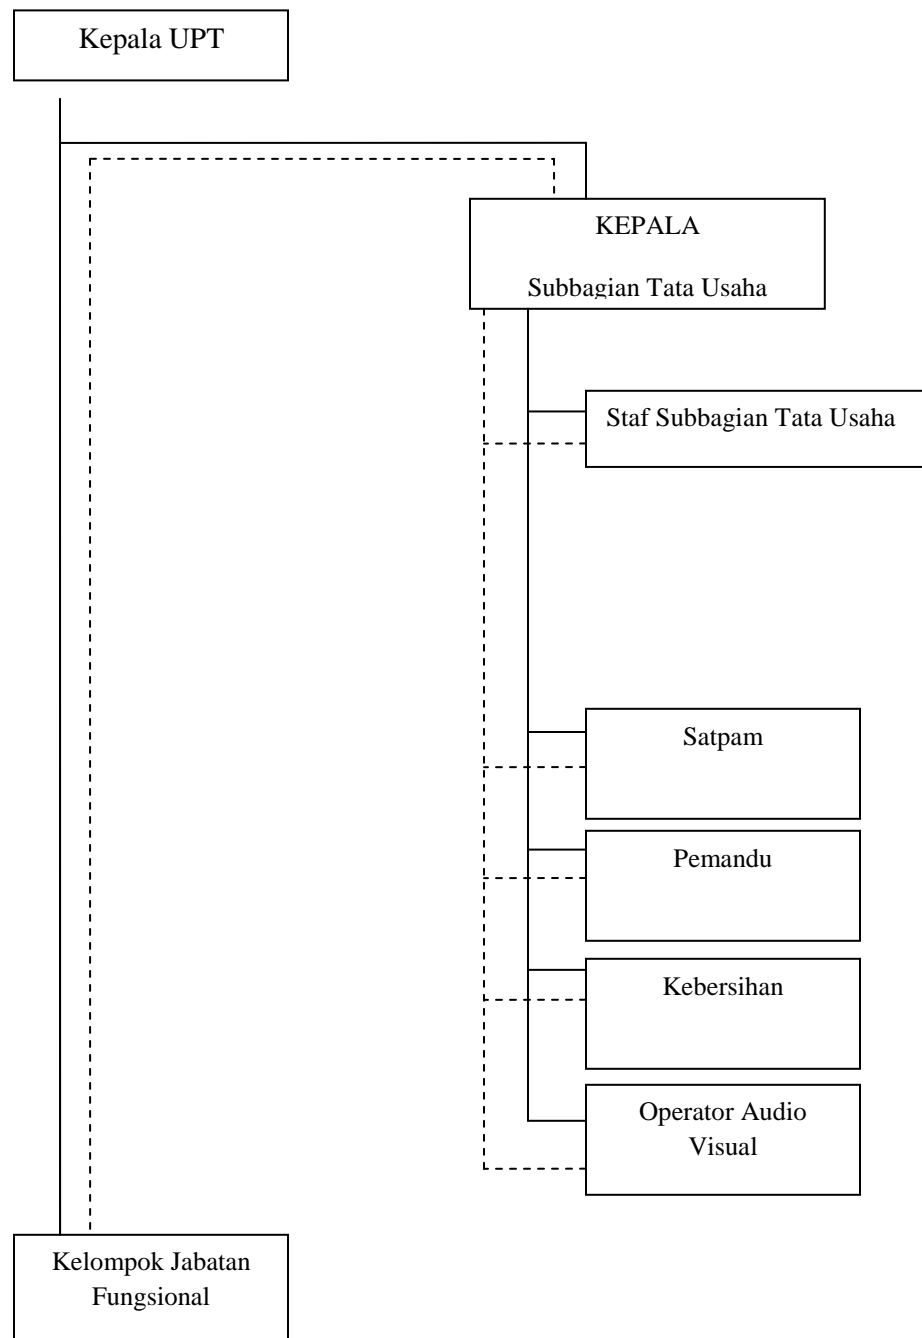 Kepala UPT
KEPALA
Subbagian Tata Usaha
Staf Subbagian Tata Usaha
Satpam
Pemandu
Kebersihan
Operator Audio
Visual
Kelompok Jabatan
Fungsional